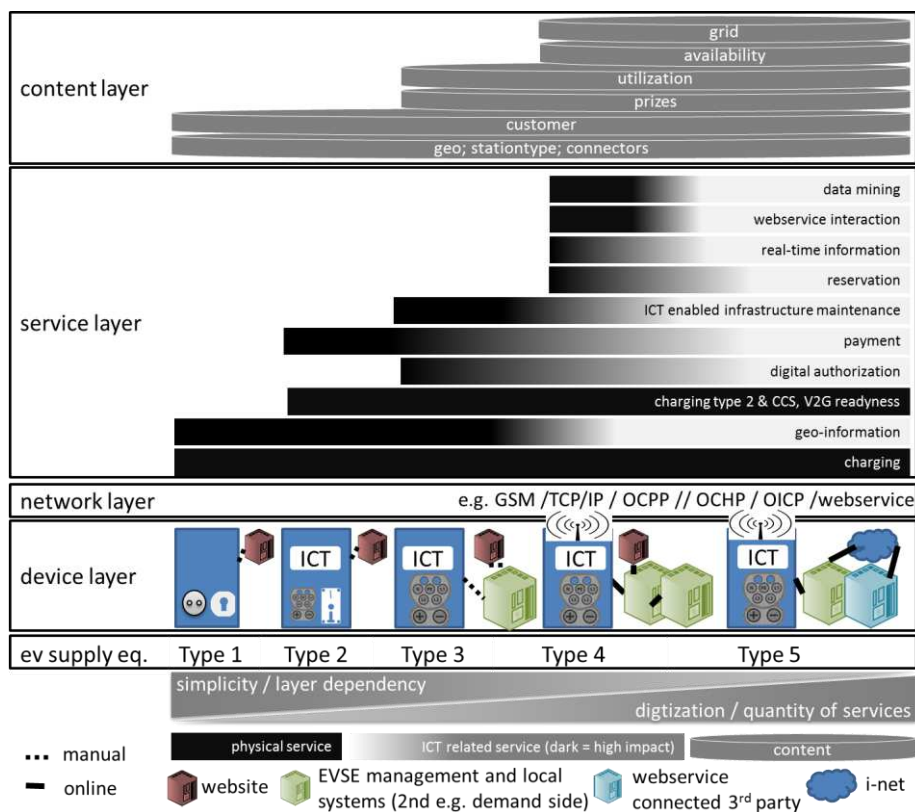 grid
availability
content layer
utilization
prizes
customer
geo; stationtype; connectors
data mining
webservice interaction
real-time information
reservation
service layer
ICT enabled infrastructure maintenance
payment
digital authorization
charging type 2 & CCS, V2G readyness
geo-information
charging
network layer
e.g. GSM /TCP/IP / OCPP // OCHP / OICP /webservice
device layer
ICT
ICT
ICT
ICT
ev supply eq.
Type 1
Type 2
Type 3
Type 4
Type 5
simplicity / layer dependency
digtization / quantity of services
physical service
ICT related service (dark = high impact)
content
manual
online
website
EVSE management and local
systems (2nd e.g. demand side)
webservice
connected 3rd party
i-net